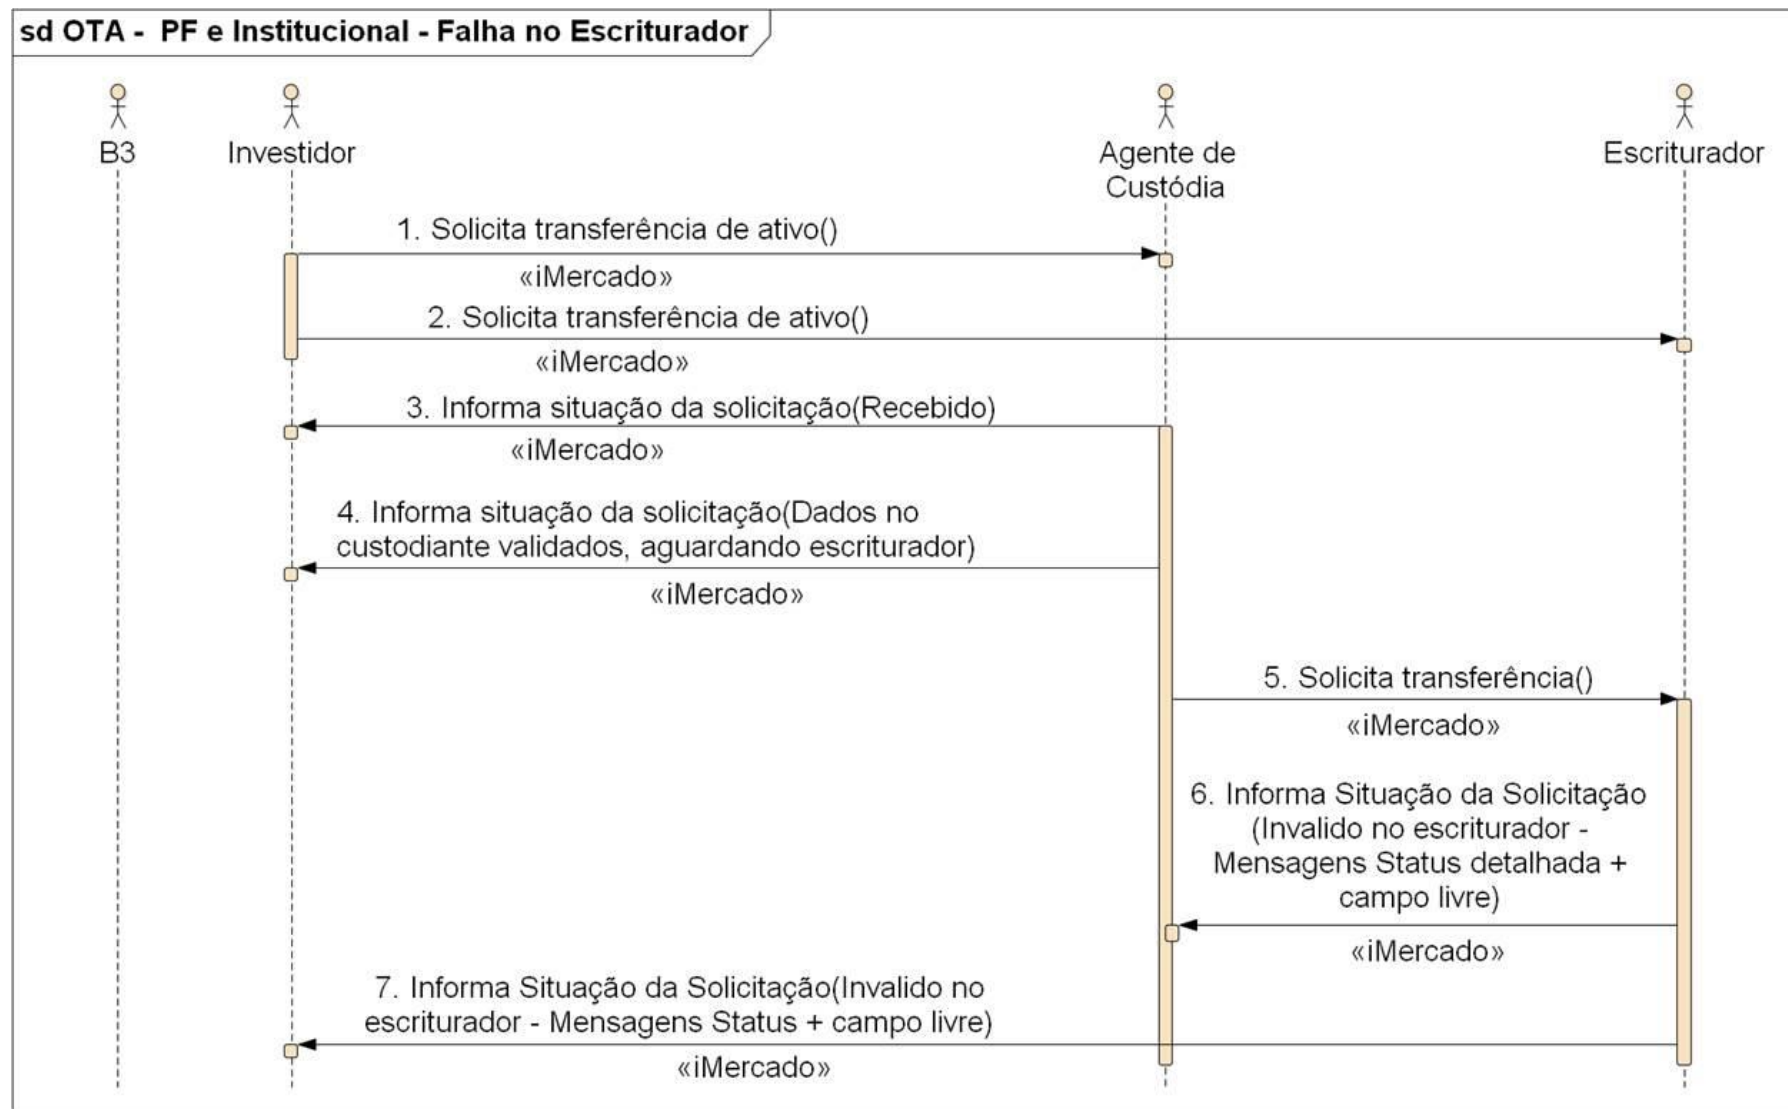 sd OTA - PF e Institucional - Falha no Escriturador
B3
Investidor
Agente de
Custódia
Escriturador
1. Solicita transferência de ativo()
«iMercado»
2. Solicita transferência de ativo()
«iMercado»
3. Informa situação da solicitação(Recebido)
«iMercado»
4. Informa situação da solicitação(Dados no
custodiante validados, aguardando escriturador)
«iMercado»
5. Solicita transferência()
«iMercado»
6. Informa Situação da Solicitação
(Invalido no escriturador -
Mensagens Status detalhada +
campo livre)
«iMercado»
7. Informa Situação da Solicitação(Invalido no
escriturador - Mensagens Status + campo livre)
«iMercado»